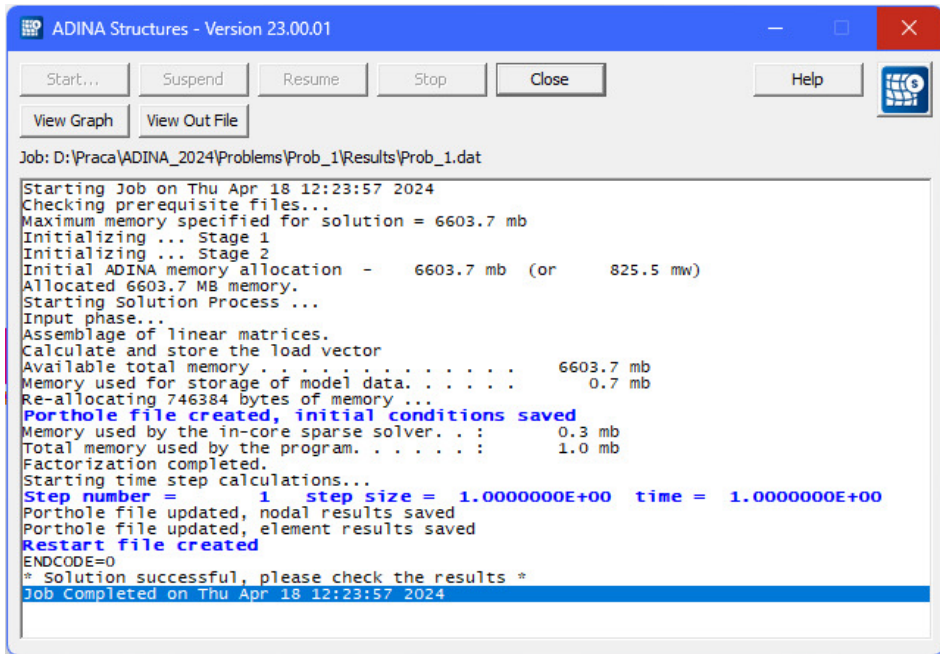 ADINA Structures - Version 23.00.01
Start... Suspend Resume Stop Close Help
S
View Graph View Out File
Job: D:\Praca\ADINA_2024\Problems\Prob_1\Results\Prob_1.dat
Starting Job on Thu Apr 18 12:23:57 2024
Checking prerequisite files...
Maximum memory specified for solution = 6603.7 mb
Initializing ... Stage 1
Initializing ... Stage 2
Initial ADINA memory allocation  -    6603.7 mb  (or     825.5 mw)
Allocated 6603.7 MB memory.
Starting Solution Process ...
Input phase...
Assemblage of linear matrices.
Calculate and store the load vector
Available total memory . . . . . . . . . . . . .    6603.7 mb
Memory used for storage of model data. . . . . .       0.7 mb
Re-allocating 746384 bytes of memory ...
Porthole file created, initial conditions saved
Memory used by the in-core sparse solver. . :       0.3 mb
Total memory used by the program. . . . . . :       1.0 mb
Factorization completed.
Starting time step calculations...
Step number =       1   step size =  1.0000000E+00  time =  1.0000000E+00
Porthole file updated, nodal results saved
Porthole file updated, element results saved
Restart file created
ENDCODE=0
* Solution successful, please check the results *
Job Completed on Thu Apr 18 12:23:57 2024